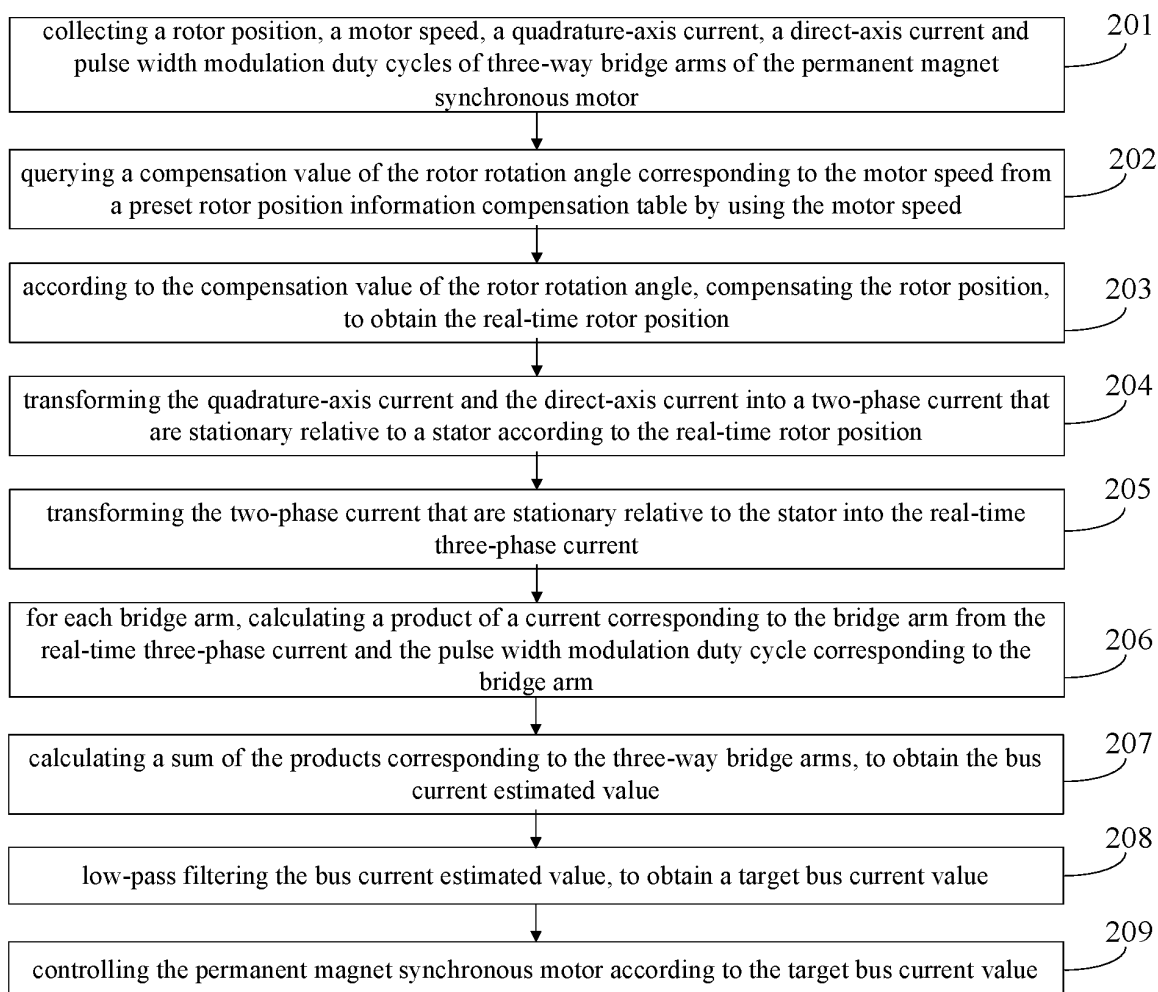 collecting a rotor position, a motor speed, a quadrature-axis current, a direct-axis current and
pulse width modulation duty cycles of three-way bridge arms of the permanent magnet
synchronous motor
201
querying a compensation value of the rotor rotation angle corresponding to the motor speed from
a preset rotor position information compensation table by using the motor speed
202
according to the compensation value of the rotor rotation angle, compensating the rotor position,
to obtain the real-time rotor position
203
transforming the quadrature-axis current and the direct-axis current into a two-phase current that
are stationary relative to a stator according to the real-time rotor position
204
transforming the two-phase current that are stationary relative to the stator into the real-time
three-phase current
205
for each bridge arm, calculating a product of a current corresponding to the bridge arm from the
real-time three-phase current and the pulse width modulation duty cycle corresponding to the
bridge arm
206
calculating a sum of the products corresponding to the three-way bridge arms, to obtain the bus
current estimated value
207
low-pass filtering the bus current estimated value, to obtain a target bus current value
208
controlling the permanent magnet synchronous motor according to the target bus current value
209